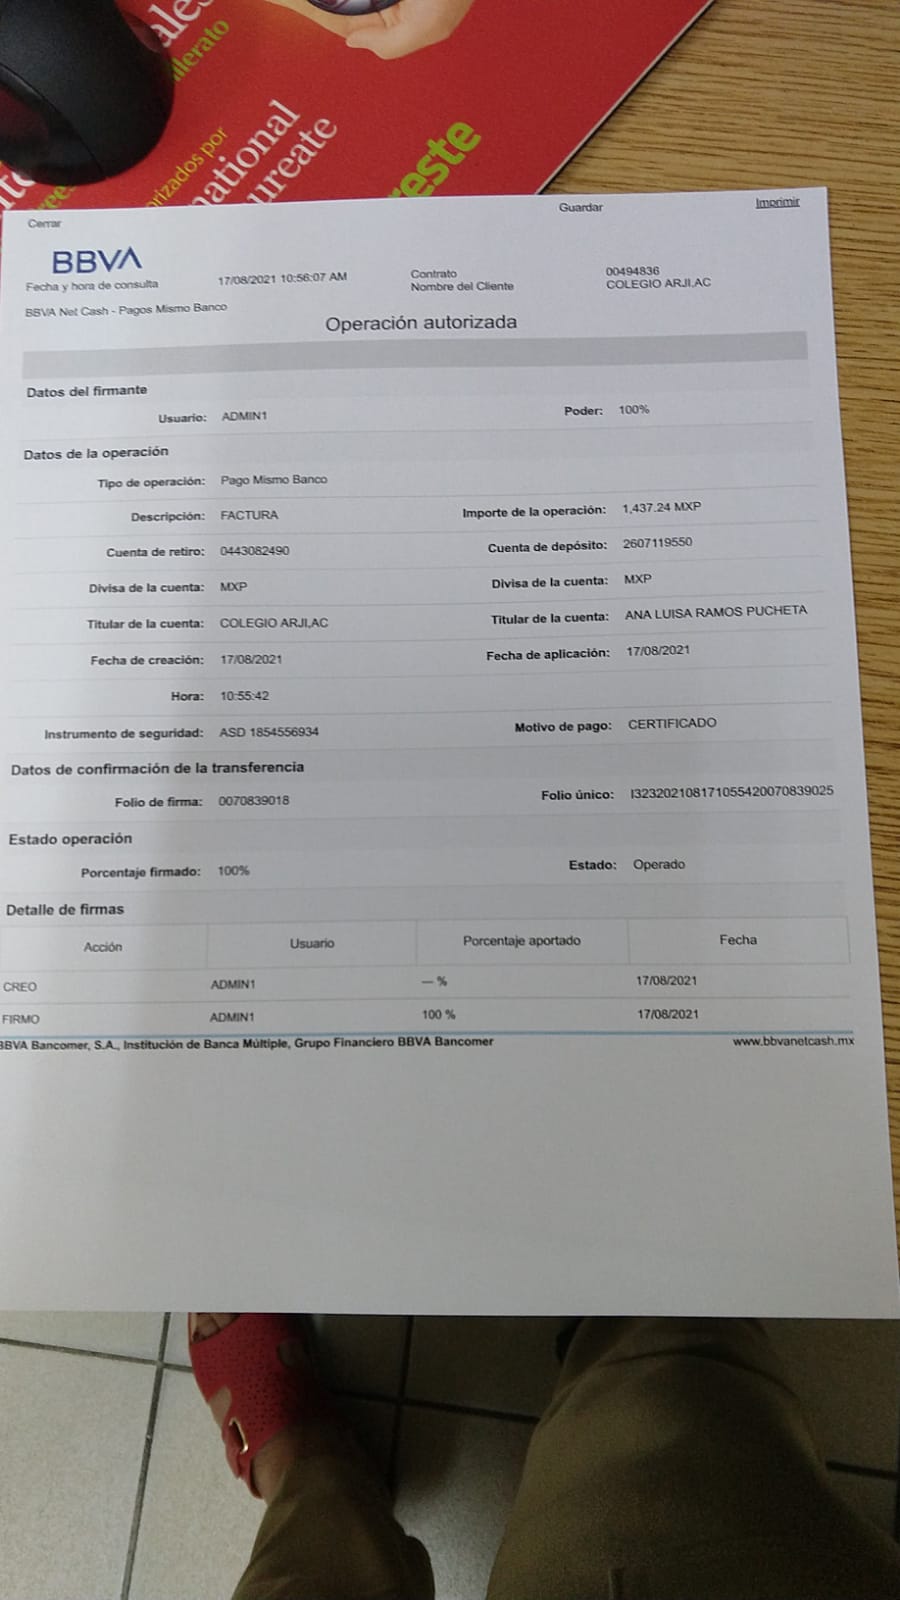 ales
illerato
national
ureate
orizados por
reste
Cerrar
Guardar
Imprimir
BBVA
Fecha y hora de consulta 17/08/2021 10:56:07 AM Contrato 00494836
Nombre del Cliente COLEGIO ARJI,AC
BBVA Net Cash - Pagos Mismo Banco
Operación autorizada
Datos del firmante
Usuario: ADMIN1 Poder: 100%
Datos de la operación
Tipo de operación: Pago Mismo Banco
Descripción: FACTURA Importe de la operación: 1,437.24 MXP
Cuenta de retiro: 0443082490 Cuenta de depósito: 2607119550
Divisa de la cuenta: MXP Divisa de la cuenta: MXP
Titular de la cuenta: COLEGIO ARJI,AC Titular de la cuenta: ANA LUISA RAMOS PUCHETA
Fecha de creación: 17/08/2021 Fecha de aplicación: 17/08/2021
Hora: 10:55:42
Instrumento de seguridad: ASD 1854556934 Motivo de pago: CERTIFICADO
Datos de confirmación de la transferencia
Folio de firma: 0070839018 Folio único: I323202108171055420070839025
Estado operación
Porcentaje firmado: 100% Estado: Operado
Detalle de firmas
Acción Usuario Porcentaje aportado Fecha
CREO ADMIN1 — % 17/08/2021
FIRMO ADMIN1 100 % 17/08/2021
BBVA Bancomer, S.A., Institución de Banca Múltiple, Grupo Financiero BBVA Bancomer www.bbvanetcash.mx